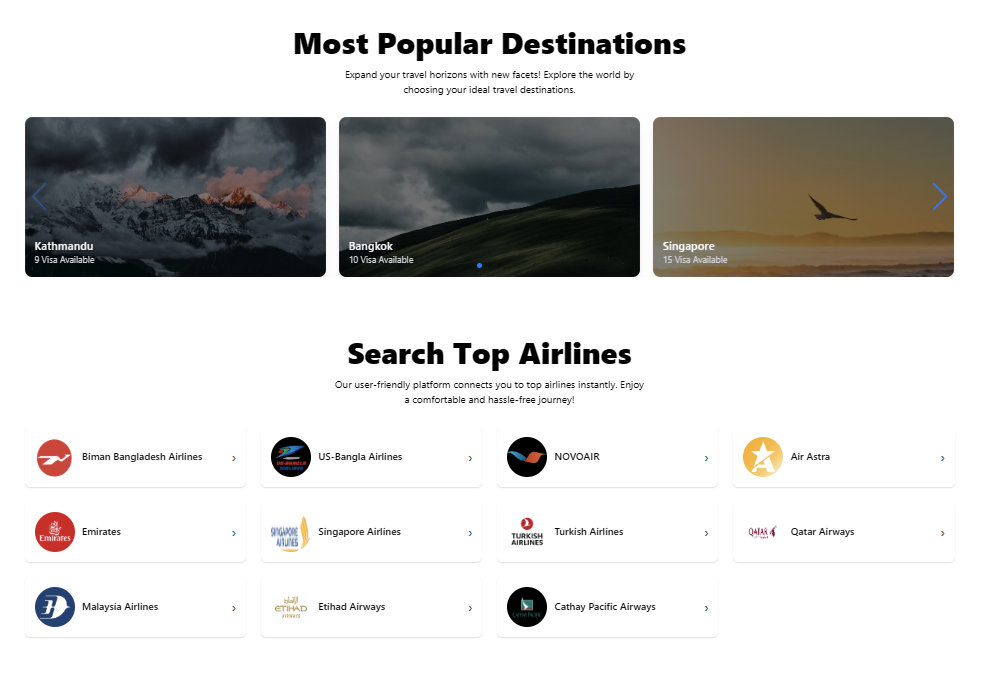 Most Popular Destinations
Expand your travel horizons with new facets! Explore the world by
choosing your ideal travel destinations.
Kathmandu
9 Visa Available
Bangkok
10 Visa Available
Singapore
15 Visa Available
Search Top Airlines
Our user-friendly platform connects you to top airlines instantly. Enjoy
a comfortable and hassle-free journey!
Biman Bangladesh Airlines
US-BANGLA
AIRLINES
US-Bangla Airlines
NOVOAIR
Air Astra
Emirates
Emirates
SINGAPORE
AIRLINES
Singapore Airlines
TURKISH
AIRLINES
Turkish Airlines
QATAR
Qatar Airways
Malaysia Airlines
ETIHAD
AIRWAYS
Etihad Airways
CATHAY PACIFIC
Cathay Pacific Airways